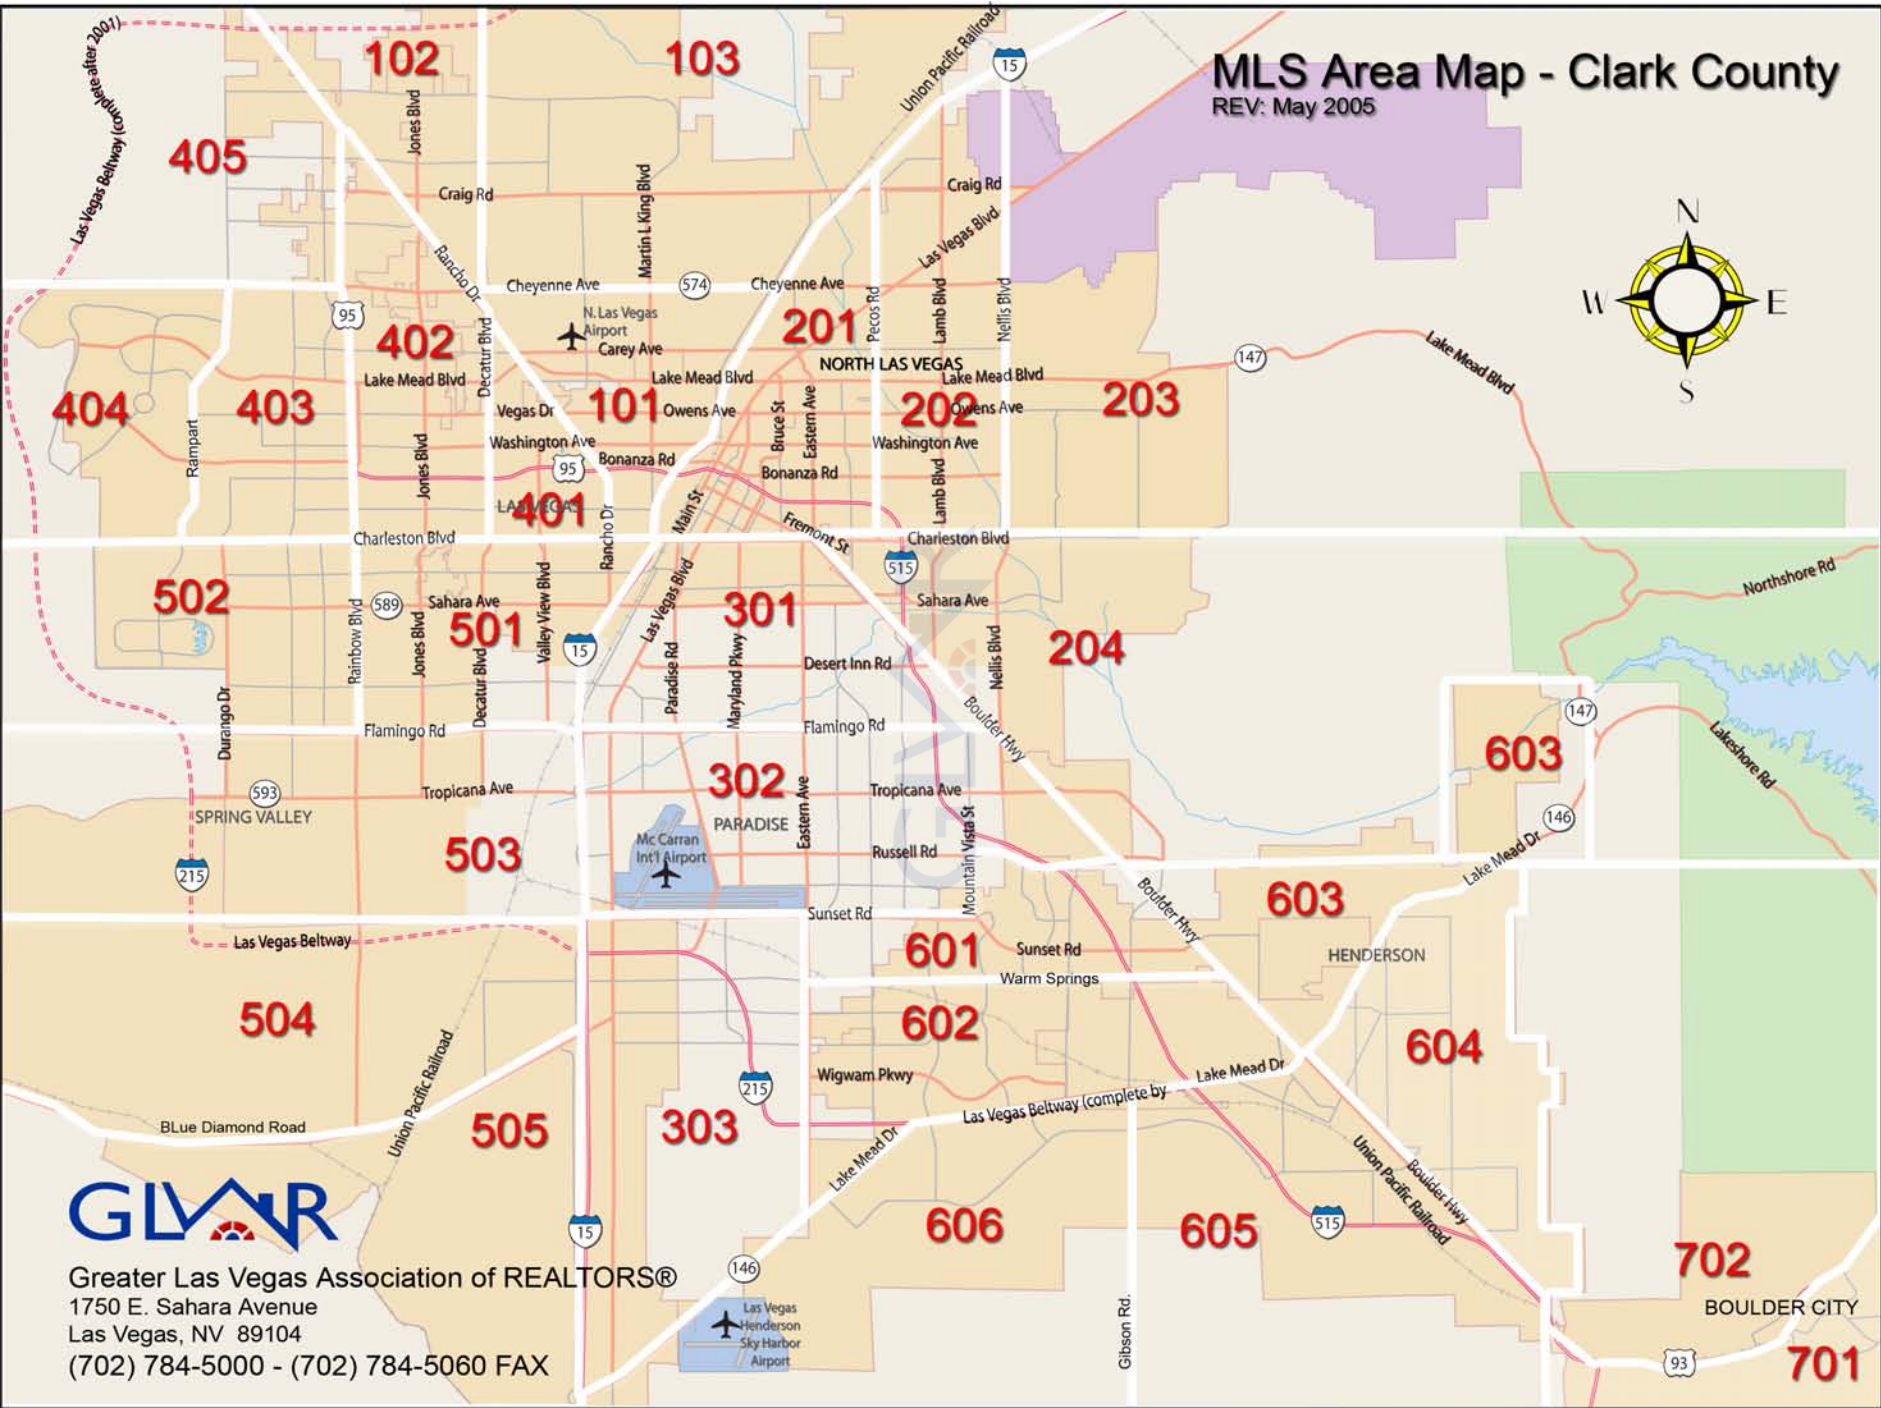 MLS Area Map - Clark County
REV: May 2005
Las Vegas Beltway (complete after 2001)
102
103
Union Pacific Railroad
15
Jones Blvd
405
Craig Rd
Martin L King Blvd
Craig Rd
Las Vegas Blvd
N
W
E
S
Rancho Dr
Cheyenne Ave
574
Cheyenne Ave
95
N. Las Vegas
Airport
201
Pecos Rd
Lamb Blvd
Nellis Blvd
402
Decatur Blvd
Carey Ave
NORTH LAS VEGAS
147
Lake Mead Blvd
Lake Mead Blvd
Lake Mead Blvd
Lake Mead Blvd
404
403
Vegas Dr
101
Owens Ave
Bruce St
Eastern Ave
202
Owens Ave
203
Rampart
Jones Blvd
Washington Ave
Washington Ave
95
Bonanza Rd
Bonanza Rd
Lamb Blvd
LAS VEGAS
401
Rancho Dr
Main St
Fremont St
Charleston Blvd
Charleston Blvd
515
Northshore Rd
502
Rainbow Blvd
589
Sahara Ave
Jones Blvd
501
Decatur Blvd
Valley View Blvd
15
Las Vegas Blvd
301
Sahara Ave
Paradise Rd
Maryland Pkwy
Desert Inn Rd
Nellis Blvd
204
Durango Dr
Flamingo Rd
Flamingo Rd
Boulder Hwy
147
603
Lakeshore Rd
593
Tropicana Ave
302
Eastern Ave
Tropicana Ave
SPRING VALLEY
PARADISE
146
503
Mc Carran
Int'l Airport
Russell Rd
Mountain Vista St
Lake Mead Dr
215
Boulder Hwy
603
Sunset Rd
Las Vegas Beltway
601
Sunset Rd
HENDERSON
Warm Springs
504
602
604
Union Pacific Railroad
215
Wigwam Pkwy
Lake Mead Dr
Las Vegas Beltway (complete by
BLue Diamond Road
505
303
Lake Mead Dr
Union Pacific Railroad
Boulder Hwy
GLVAR
15
606
605
515
702
Greater Las Vegas Association of REALTORS®
146
1750 E. Sahara Avenue
Las Vegas, NV 89104
(702) 784-5000 - (702) 784-5060 FAX
Las Vegas
Henderson
Sky Harbor
Airport
Gibson Rd.
BOULDER CITY
93
701
GLVAR